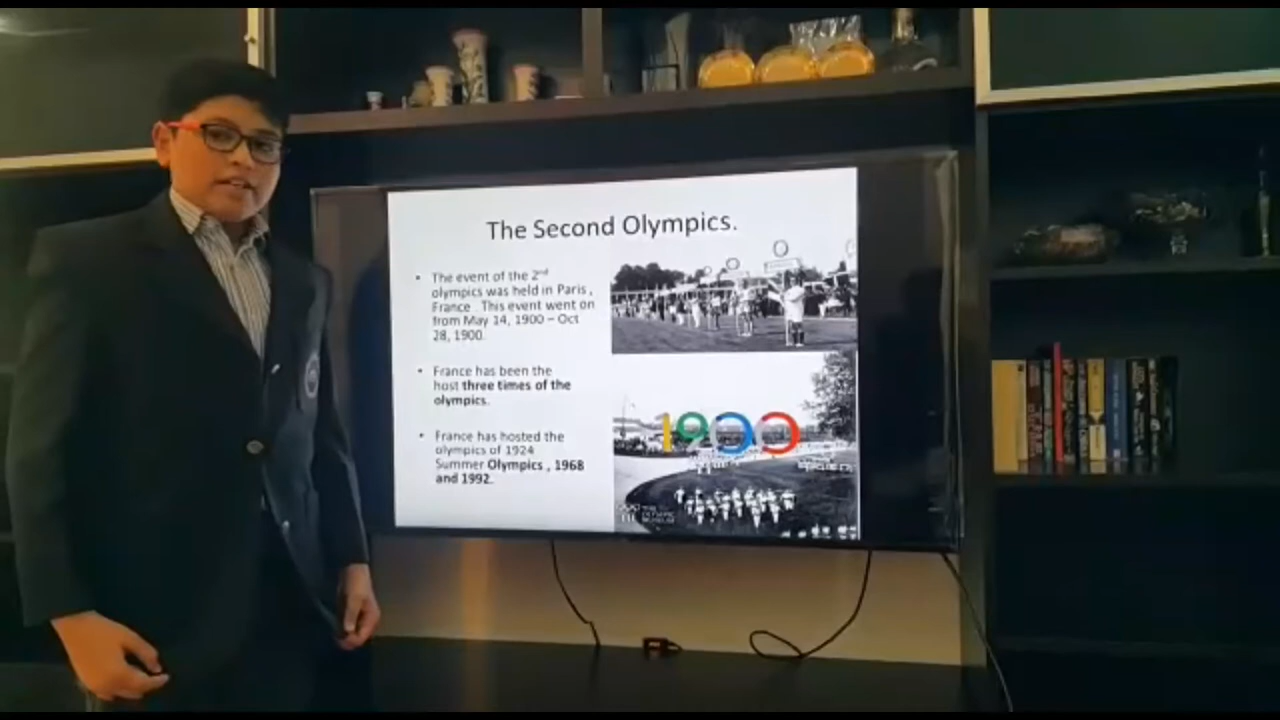 The Second Olympics.
• The event of the 2nd
olympics was held in Paris ,
France . This event went on
from May 14, 1900 – Oct
28, 1900.
• France has been the
host three times of the
olympics.
• France has hosted the
olympics of 1924
Summer Olympics , 1968
and 1992.
1900